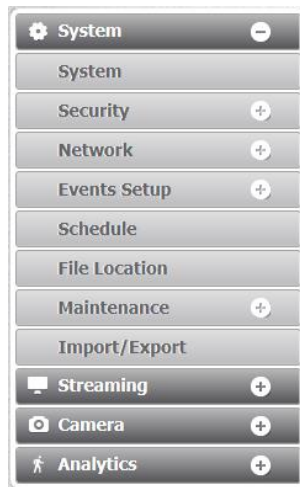 System
System
Security
Network
Events Setup
Schedule
File Location
Maintenance
Import/Export
Streaming
Camera
Analytics